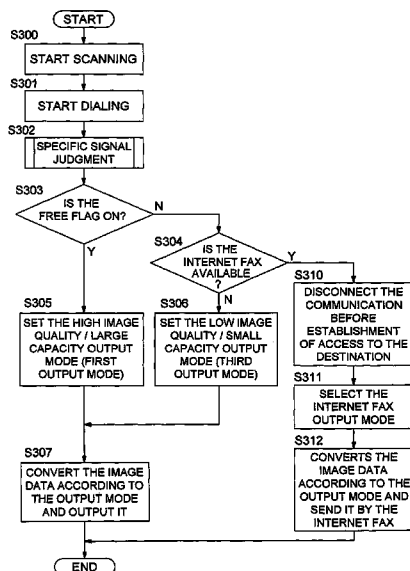 START
S300
START SCANNING
S301
START DIALING
S302
SPECIFIC SIGNAL
JUDGMENT
S303
IS THE
FREE FLAG ON?
N
Y
S304
IS THE
INTERNET FAX
AVAILABLE
?
Y
N
S305
SET THE HIGH IMAGE
QUALITY / LARGE
CAPACITY OUTPUT
MODE (FIRST
OUTPUT MODE)
S306
SET THE LOW IMAGE
QUALITY / SMALL
CAPACITY OUTPUT
MODE (THIRD
OUTPUT MODE)
S310
DISCONNECT THE
COMMUNICATION
BEFORE
ESTABLISHMENT
OF ACCESS TO THE
DESTINATION
S311
SELECT THE
INTERNET FAX
OUTPUT MODE
S307
CONVERT THE IMAGE
DATA ACCORDING TO
THE OUTPUT MODE
AND OUTPUT IT
S312
CONVERTS THE
IMAGE DATA
ACCORDING TO THE
OUTPUT MODE AND
SEND IT BY THE
INTERNET FAX
END